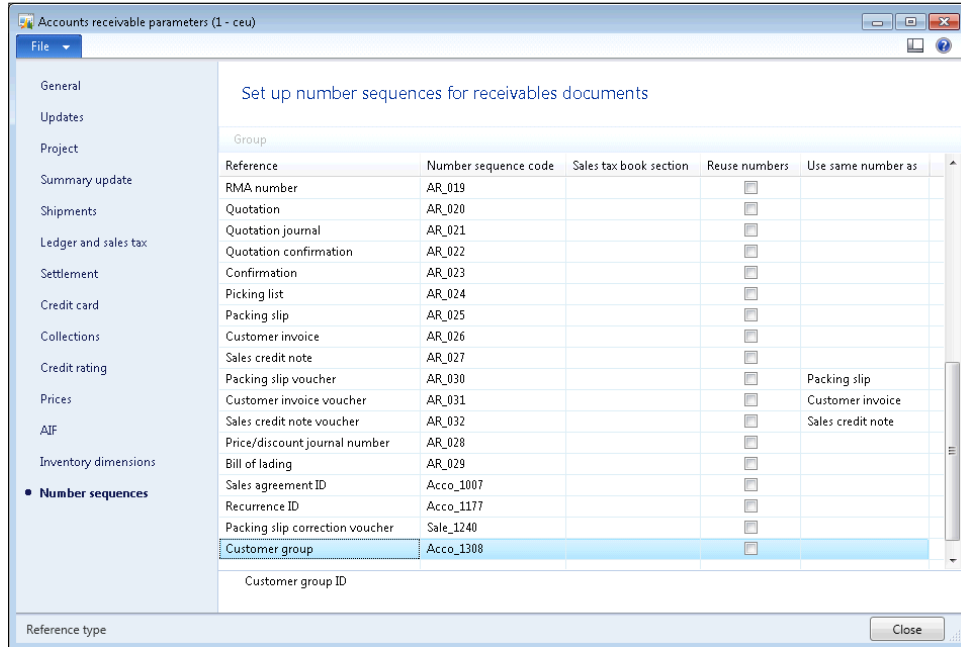 Accounts receivable parameters (1 - ceu)
File
General
Updates
Project
Summary update
Shipments
Ledger and sales tax
Settlement
Credit card
Collections
Credit rating
Prices
AIF
Inventory dimensions
Number sequences
Set up number sequences for receivables documents
Group
Reference Number sequence code Sales tax book section Reuse numbers Use same number as
RMA number AR_019
Quotation AR_020
Quotation journal AR_021
Quotation confirmation AR_022
Confirmation AR_023
Picking list AR_024
Packing slip AR_025
Customer invoice AR_026
Sales credit note AR_027
Packing slip voucher AR_030 Packing slip
Customer invoice voucher AR_031 Customer invoice
Sales credit note voucher AR_032 Sales credit note
Price/discount journal number AR_028
Bill of lading AR_029
Sales agreement ID Acco_1007
Recurrence ID Acco_1177
Packing slip correction voucher Sale_1240
Customer group Acco_1308
Customer group ID
Reference type
Close